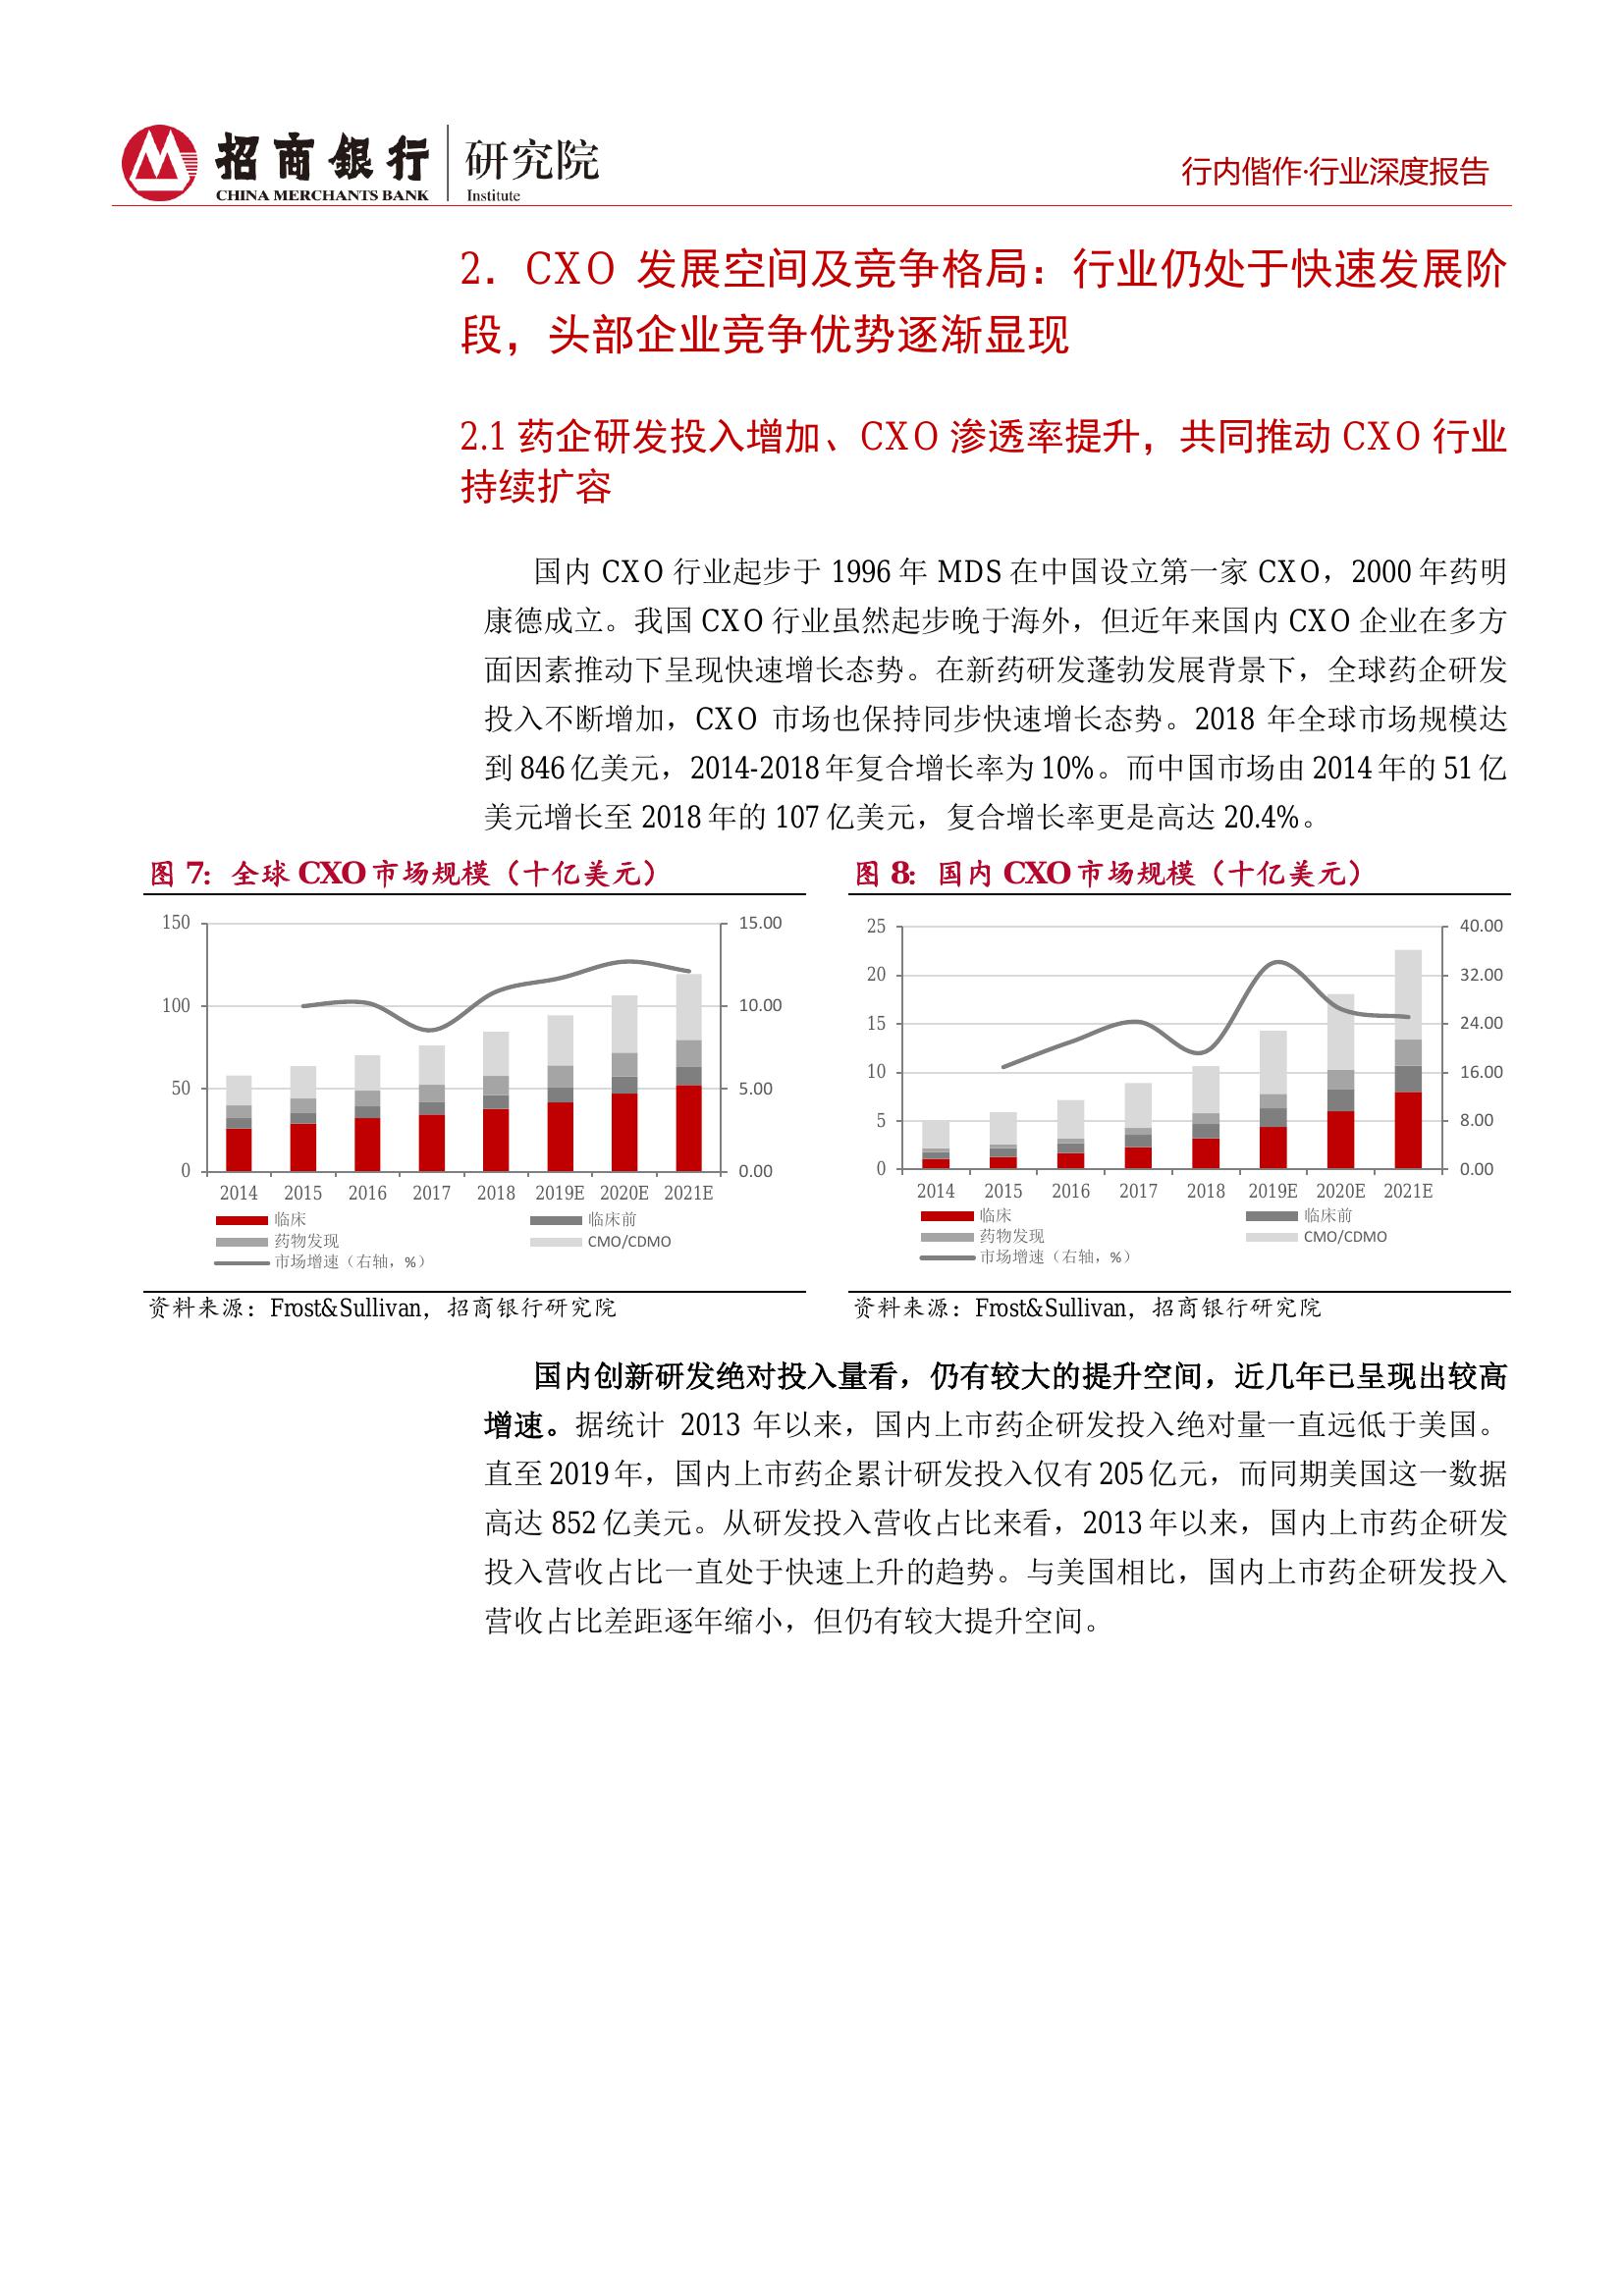 招商银行
CHINA MERCHANTS BANK
研究院
Institute
行内偕作·行业深度报告
2. CXO 发展空间及竞争格局：行业仍处于快速发展阶
段，头部企业竞争优势逐渐显现
2.1 药企研发投入增加、CXO 渗透率提升，共同推动 CXO 行业
持续扩容
国内 CXO 行业起步于 1996 年 MDS 在中国设立第一家 CXO，2000 年药明
康德成立。我国 CXO 行业虽然起步晚于海外，但近年来国内 CXO 企业在多方
面因素推动下呈现快速增长态势。在新药研发蓬勃发展背景下，全球药企研发
投入不断增加，CXO 市场也保持同步快速增长态势。2018 年全球市场规模达
到 846 亿美元，2014-2018 年复合增长率为 10%。而中国市场由 2014 年的 51 亿
美元增长至 2018 年的 107 亿美元，复合增长率更是高达 20.4%。
图 7：全球 CXO 市场规模（十亿美元）
150
100
50
0
15.00
10.00
5.00
0.00
2014 2015 2016 2017 2018 2019E 2020E 2021E
临床 临床前
药物发现 CMO/CDMO
市场增速（右轴，%）
资料来源：Frost&Sullivan，招商银行研究院
图 8：国内 CXO 市场规模（十亿美元）
25
20
15
10
5
0
40.00
32.00
24.00
16.00
8.00
0.00
2014 2015 2016 2017 2018 2019E 2020E 2021E
临床 临床前
药物发现 CMO/CDMO
市场增速（右轴，%）
资料来源：Frost&Sullivan，招商银行研究院
国内创新研发绝对投入量看，仍有较大的提升空间，近几年已呈现出较高
增速。据统计 2013 年以来，国内上市药企研发投入绝对量一直远低于美国。
直至 2019 年，国内上市药企累计研发投入仅有 205 亿元，而同期美国这一数据
高达 852 亿美元。从研发投入营收占比来看，2013 年以来，国内上市药企研发
投入营收占比一直处于快速上升的趋势。与美国相比，国内上市药企研发投入
营收占比差距逐年缩小，但仍有较大提升空间。